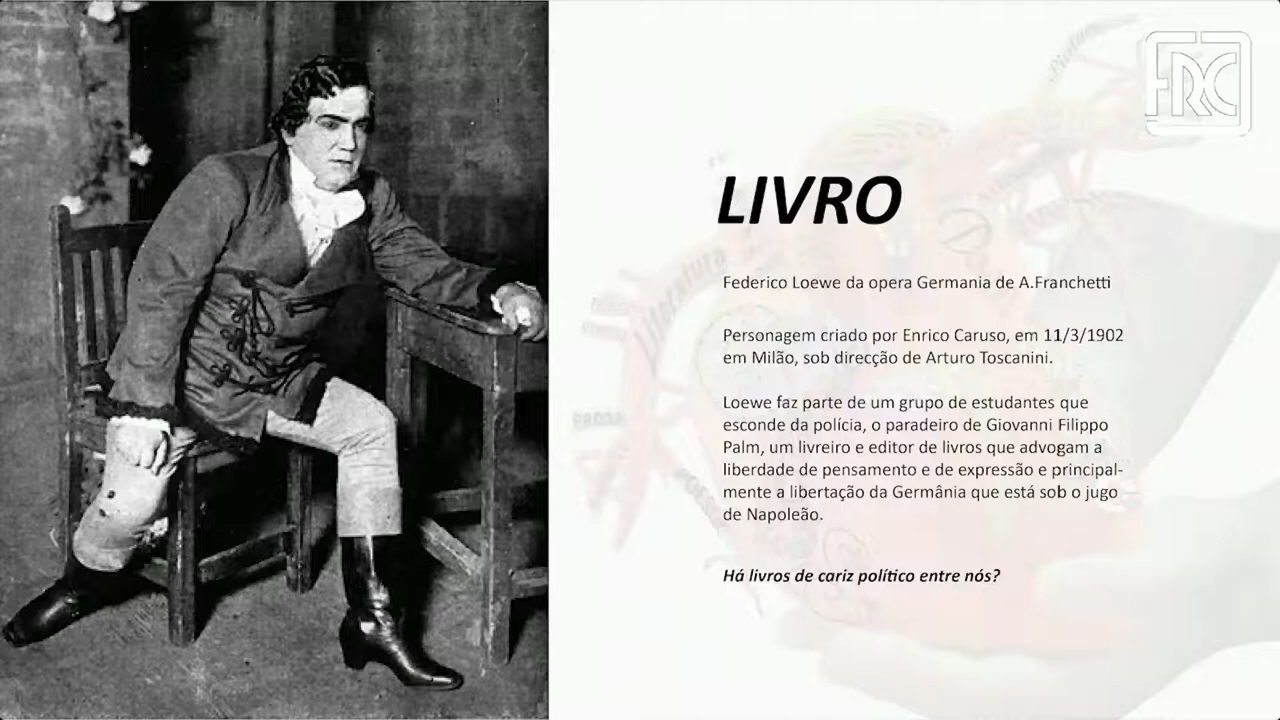 FRC
LIVRO
Federico Loewe da opera Germania de A.Franchetti
Personagem criado por Enrico Caruso, em 11/3/1902
em Milão, sob direcção de Arturo Toscanini.
Loewe faz parte de um grupo de estudantes que
esconde da polícia, o paradeiro de Giovanni Filippo
Palm, um livreiro e editor de livros que advogam a
liberdade de pensamento e de expressão e principal-
mente a libertação da Germânia que está sob o jugo
de Napoleão.
Há livros de cariz político entre nós?
Literatura
PROSA